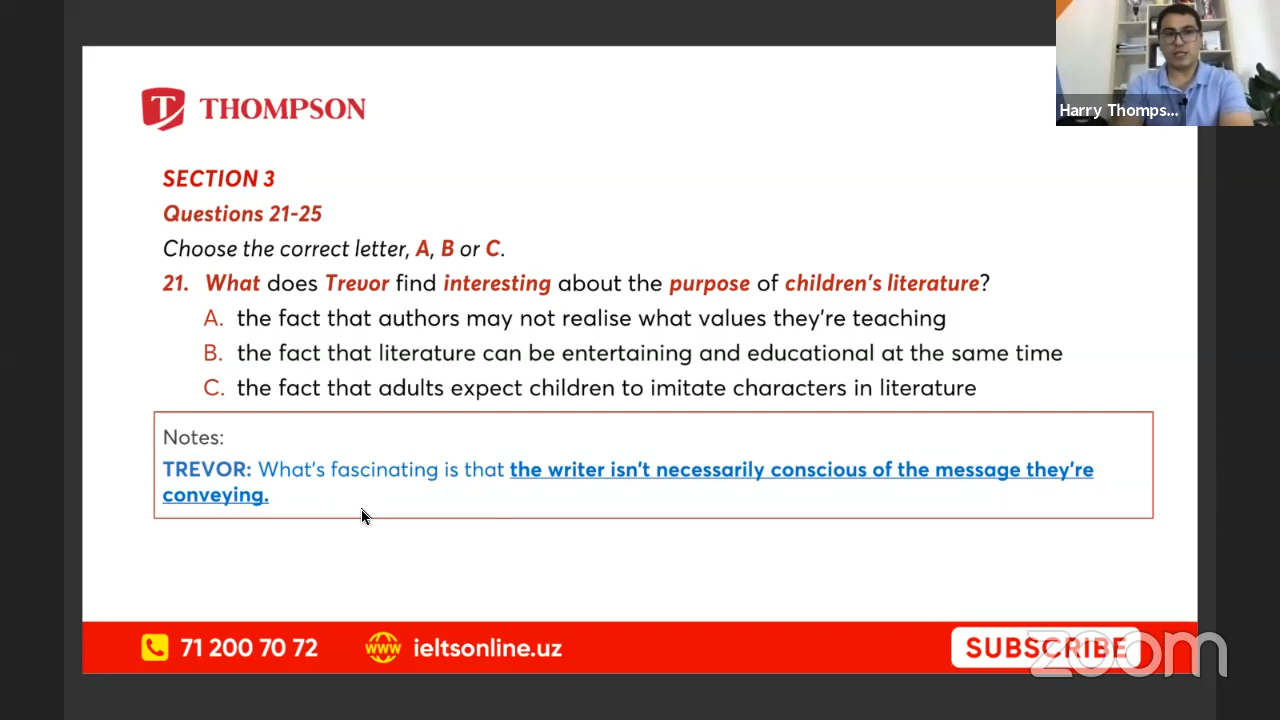 Harry Thomps...
THOMPSON
SECTION 3
Questions 21-25
Choose the correct letter, A, B or C.
21. What does Trevor find interesting about the purpose of children's literature?
A. the fact that authors may not realise what values they're teaching
B. the fact that literature can be entertaining and educational at the same time
C. the fact that adults expect children to imitate characters in literature
Notes:
TREVOR: What's fascinating is that the writer isn't necessarily conscious of the message they're
conveying.
71 200 70 72
www
ieltsonline.uz
SUBSCRIBE
zoom